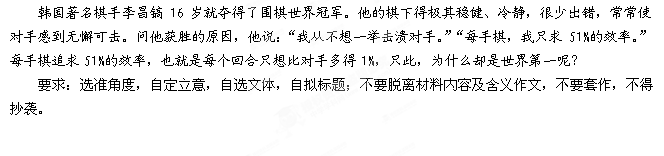 韩国著名棋手李昌镐 16 岁就夺得了围棋世界冠军。他的棋下得极其稳健、冷静，很少出错，常常使
对手感到无懈可击。问他获胜的原因，他说：“我从不想一举击溃对手。”“每手棋，我只求 51%的效率。”
每手棋追求 51%的效率，也就是每个回合只想比对手多得 1%，只此，为什么却是世界第一呢？
要求：选准角度，自定立意，自选文体，自拟标题；不要脱离材料内容及含义作文，不要套作，不得
抄袭。